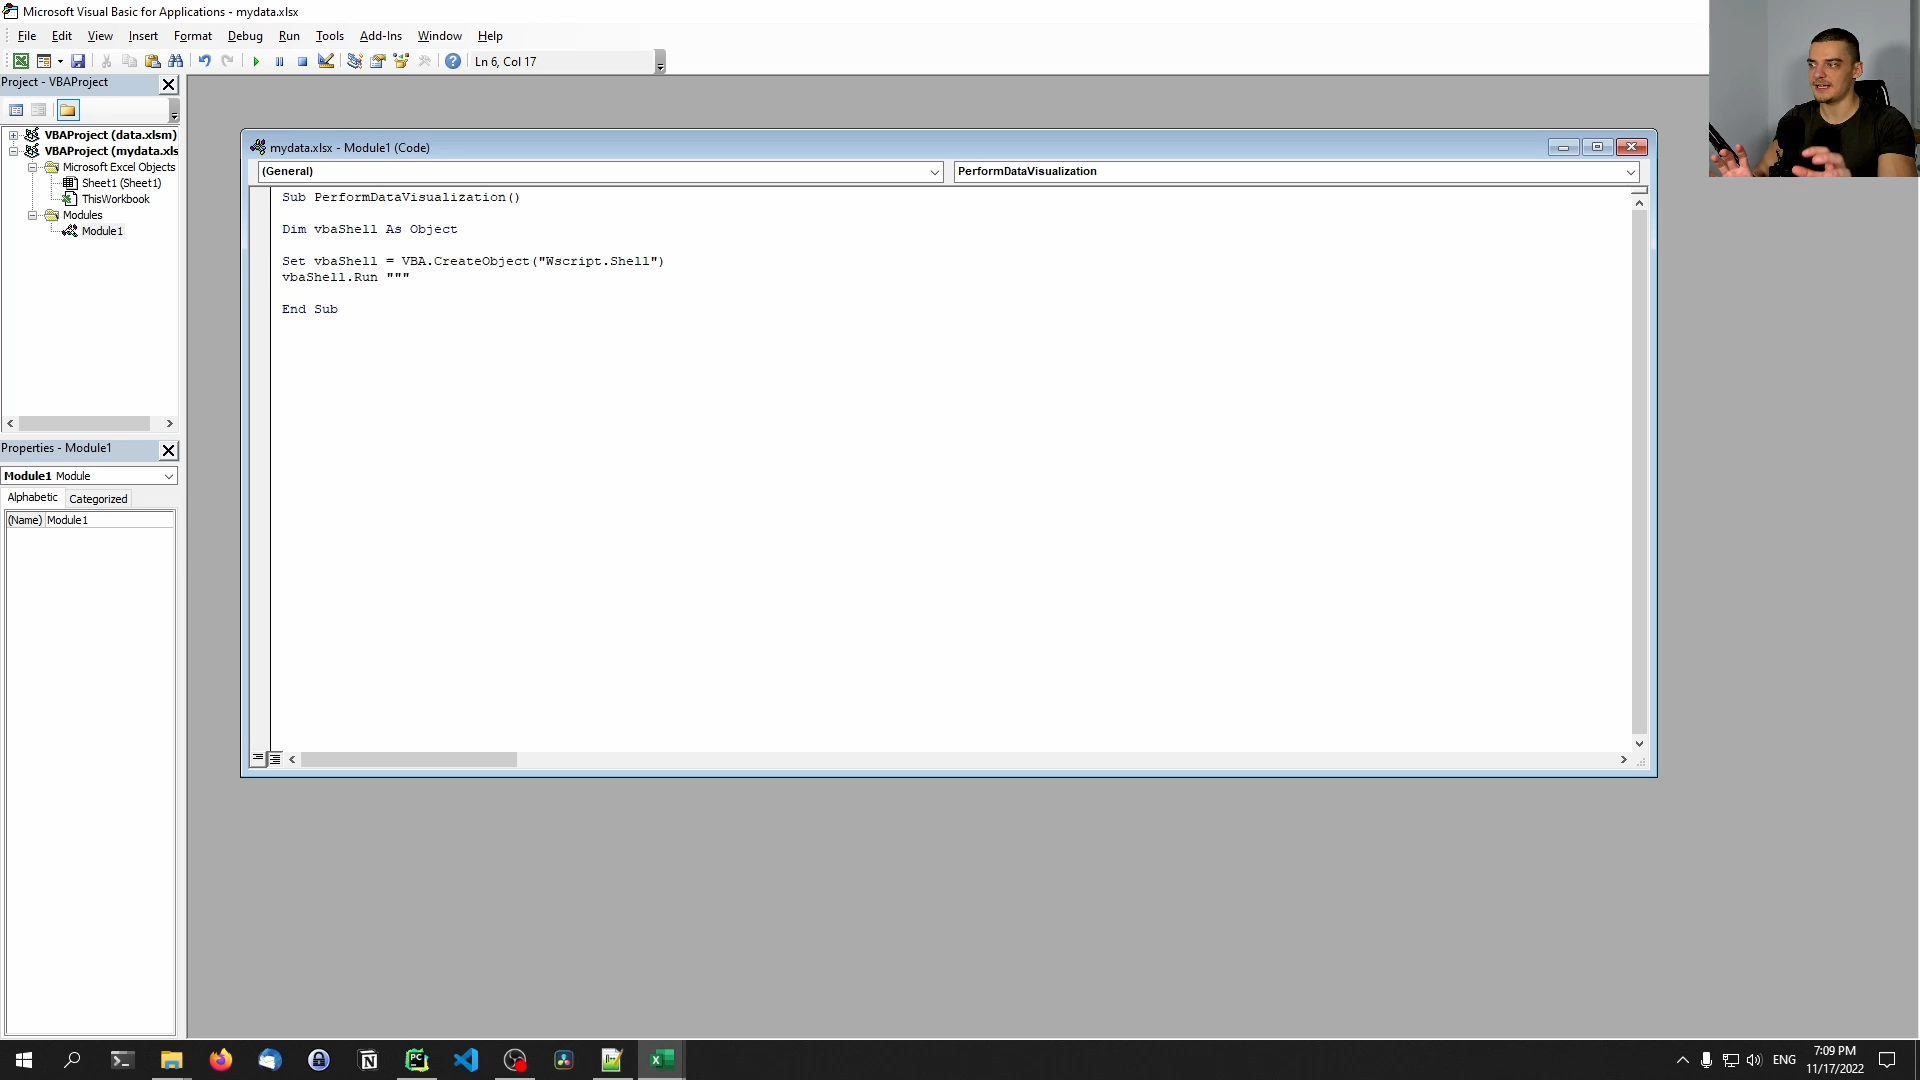 Microsoft Visual Basic for Applications - mydata.xlsx
File Edit View Insert Format Debug Run Tools Add-Ins Window Help
Ln 6, Col 17
Project - VBAProject
VBAProject (data.xlsm)
VBAProject (mydata.xls
Microsoft Excel Objects
Sheet1 (Sheet1)
ThisWorkbook
Modules
Module1
Properties - Module1
Module1 Module
Alphabetic Categorized
(Name) Module1
mydata.xlsx - Module1 (Code)
(General) PerformDataVisualization
Sub PerformDataVisualization()
Dim vbaShell As Object
Set vbaShell = VBA.CreateObject("Wscript.Shell")
vbaShell.Run """
End Sub
ENG
7:09 PM
11/17/2022